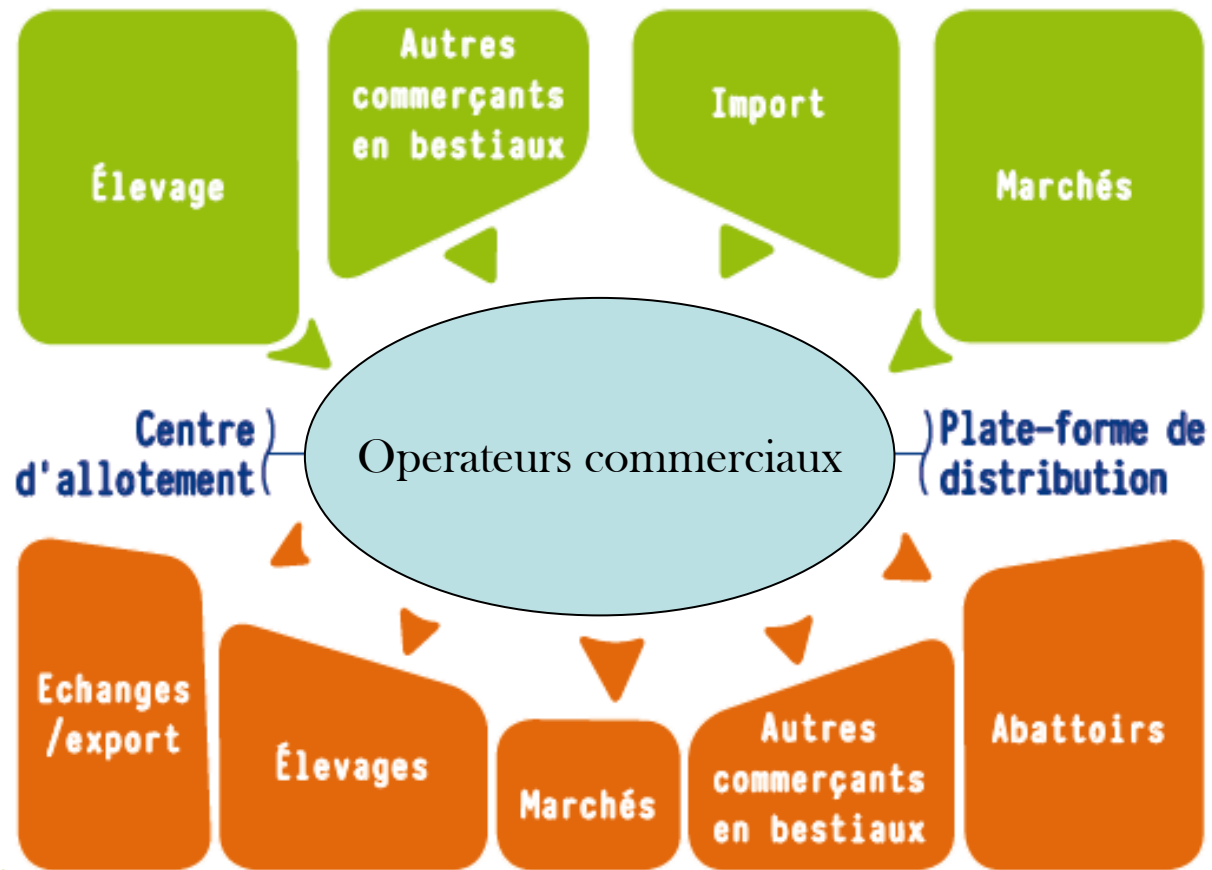 Élevage
Autres
commerçants
en bestiaux
Import
Marchés
Centre
d'allotement
Operateurs commerciaux
Plate-forme de
distribution
Echanges
/export
Élevages
Marchés
Autres
commerçants
en bestiaux
Abattoirs